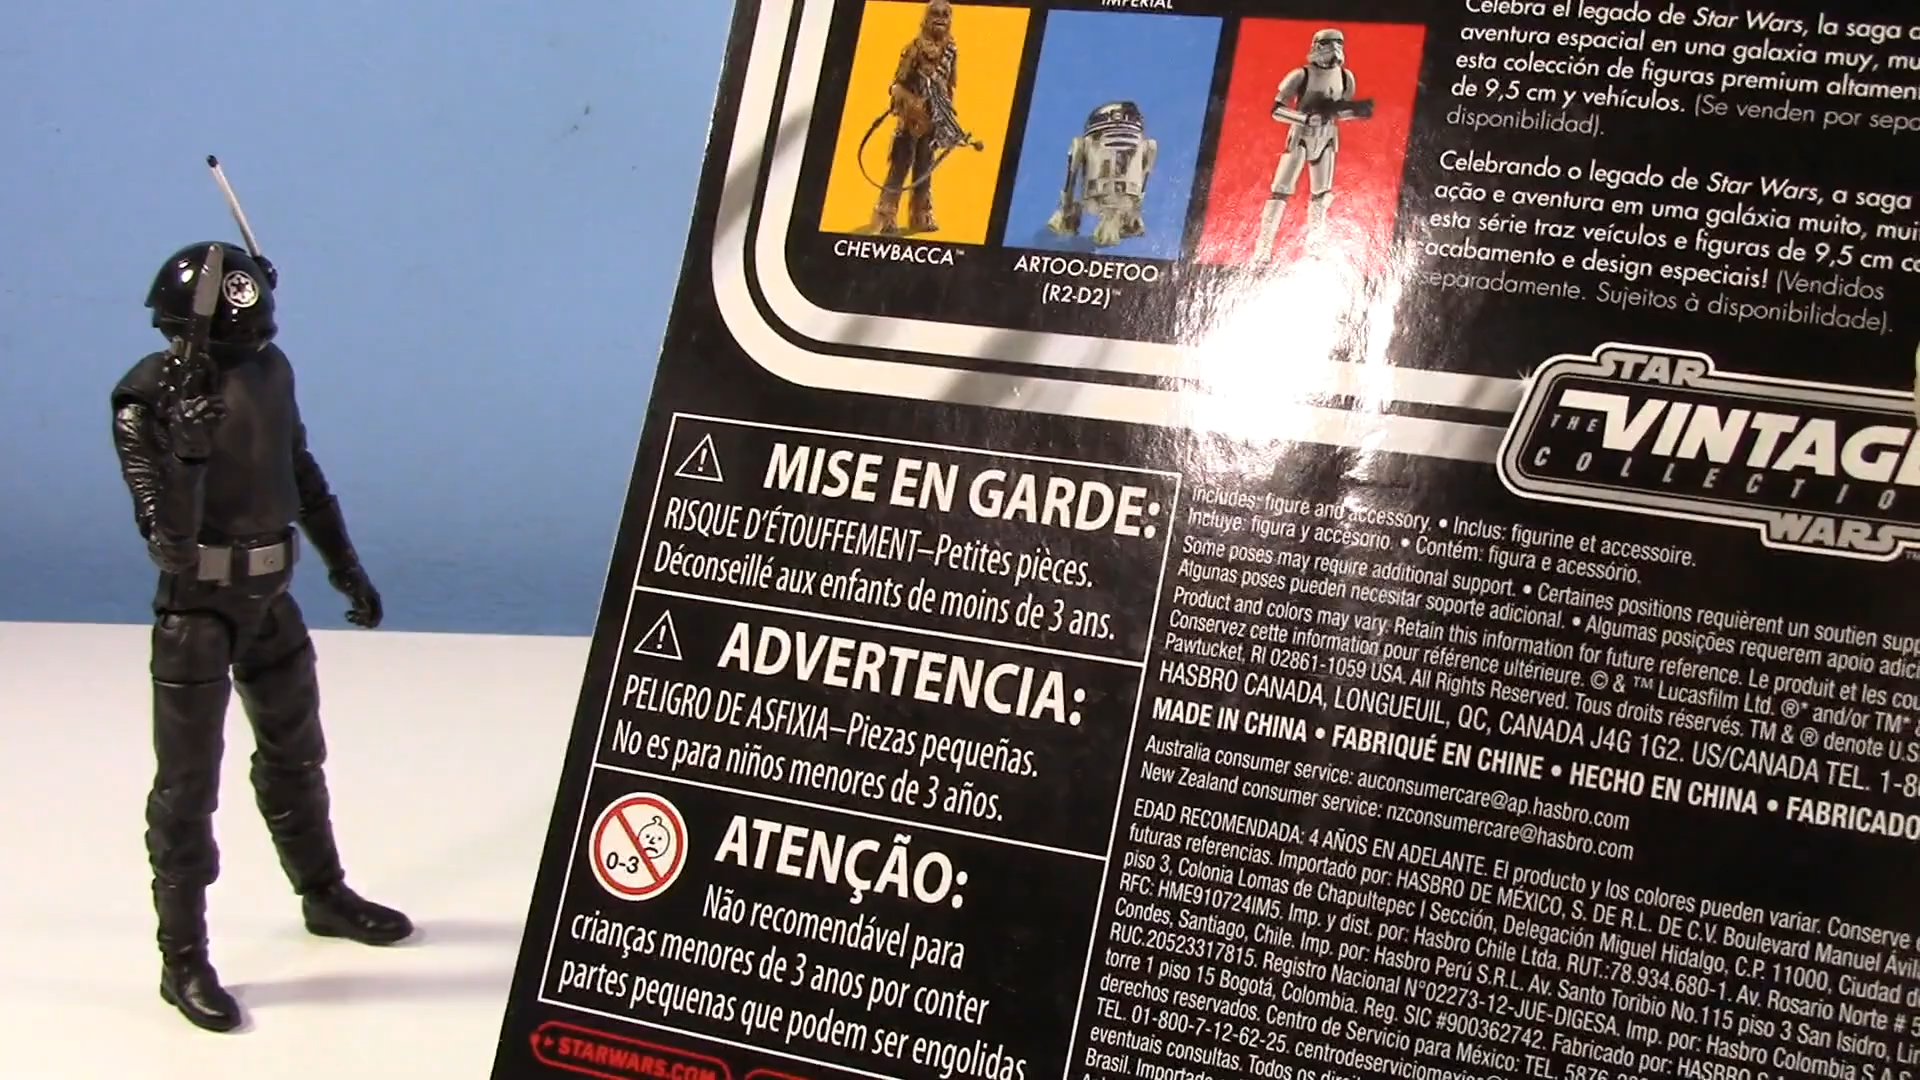 IMPERIAL
CHEWBACCA™
ARTOO-DETOO
(R2-D2)™
Celebra el legado de Star Wars, la saga
aventura espacial en una galaxia muy,
esta colección de figuras premium
de 9,5 cm y vehículos. (Se venden por
disponibilidad).
Celebrando o legado de Star Wars, a saga
ação e aventura em uma galáxia muito,
esta série traz veículos e figuras de 9,5 cm
acabamento e design especiais! (Vendidos
separadamente. Sujeitos à disponibilidade).
STAR
THE VINTAGE
COLLECTIO
WARS™
⚠ MISE EN GARDE:
RISQUE D'ÉTOUFFEMENT–Petites pièces.
Déconseillé aux enfants de moins de 3 ans.
⚠ ADVERTENCIA:
PELIGRO DE ASFIXIA–Piezas pequeñas.
No es para niños menores de 3 años.
0-3
ATENÇÃO:
Não recomendável para
crianças menores de 3 anos por conter
partes pequenas que podem ser engolidas
STARWARS.COM
Includes: figure and accessory. • Inclus: figurine et accessoire.
Incluye: figura y accesorio. • Contém: figura e acessório.
Some poses may require additional support. • Certaines positions requièrent un soutien
Algunas poses pueden necesitar soporte adicional. • Algumas posições requerem apoio
Product and colors may vary. Retain this information for future reference. Le produit et les
Conservez cette information pour référence ultérieure. © & ™ Lucasfilm Ltd. ®* and/or TM*
Pawtucket, RI 02861-1059 USA. All Rights Reserved. Tous droits réservés. TM & ® denote U.S
HASBRO CANADA, LONGUEUIL, QC, CANADA J4G 1G2. US/CANADA TEL. 1-8
MADE IN CHINA • FABRIQUÉ EN CHINE • HECHO EN CHINA • FABRICADO
Australia consumer service: auconsumercare@ap.hasbro.com
New Zealand consumer service: nzconsumercare@hasbro.com
EDAD RECOMENDADA: 4 AÑOS EN ADELANTE. El producto y los colores pueden variar. Conserve
futuras referencias. Importado por: HASBRO DE MÉXICO, S. DE R.L. DE C.V. Boulevard Manuel
piso 3, Colonia Lomas de Chapultepec I Sección, Delegación Miguel Hidalgo, C.P. 11000, Ciudad
RFC: HME910724IM5. Imp. y dist. por: Hasbro Chile Ltda. RUT.:78.934.680-1. Av. Rosario Norte #
Condes, Santiago, Chile. Imp. por: Hasbro Perú S.R.L. Av. Santo Toribio No.115 piso 3 San Isidro,
RUC.20523317815. Registro Nacional N°02273-12-JUE-DIGESA. Imp. por: Hasbro Colombia S.A.S
torre 1 piso 15 Bogotá, Colombia. Reg. SIC #900362742. Fabricado por: HASBRO
derechos reservados. Centro de Servicio para México: TEL. 5876
TEL. 01-800-7-12-62-25.
eventuais consultas. Todos os
Brasil.